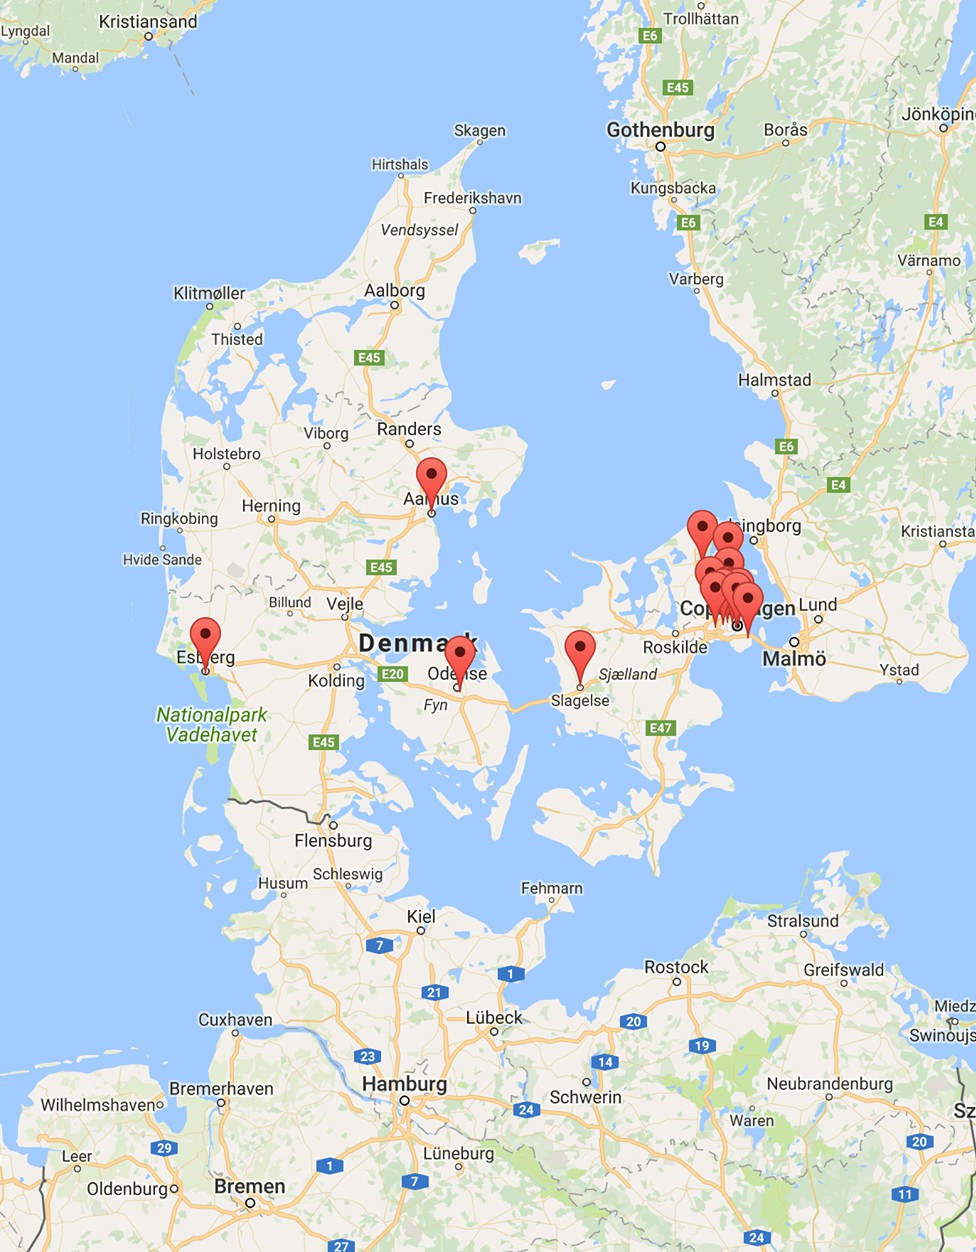 Kristiansand
Lyngdal
Mandal
Trollhättan
E6
E45
Jönköpin
Gothenburg
Borås
Skagen
Hirtshals
Kungsbacka
Frederikshavn
E6
E4
Vendsyssel
Värnamo
Varberg
Klitmøller
Aalborg
Thisted
E45
Halmstad
Randers
Viborg
E6
Holstebro
E4
Aarhus
Herning
Ringkobing
singborg
Kristiansta
Hvide Sande
E45
Billund
Vejle
Copenhagen
Lund
Denmark
Roskilde
Esbjerg
Malmö
Odense
Sjælland
Ystad
Kolding
E20
Slagelse
Fyn
Nationalpark
Vadehavet
E47
E45
Flensburg
Schleswig
Husum
Fehmarn
Kiel
Stralsund
7
1
Rostock
Greifswald
21
Miedz
Cuxhaven
Lübeck
20
Swinoujs
19
23
14
Hamburg
Neubrandenburg
Bremerhaven
Schwerin
Wilhelmshaven
24
Sz
Waren
29
20
Leer
1
Lüneburg
7
Oldenburg
Bremen
11
24
27